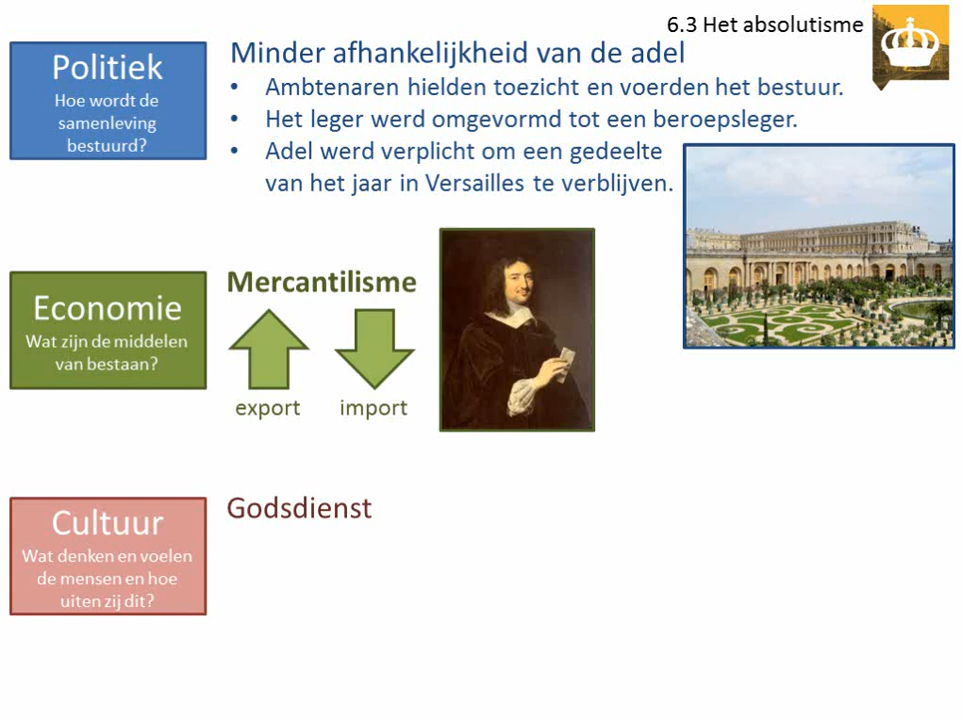 6.3 Het absolutisme
Politiek
Hoe wordt de
samenleving
bestuurd?
Minder afhankelijkheid van de adel
• Ambtenaren hielden toezicht en voerden het bestuur.
• Het leger werd omgevormd tot een beroepsleger.
• Adel werd verplicht om een gedeelte
van het jaar in Versailles te verblijven.
Economie
Wat zijn de middelen
van bestaan?
Mercantilisme
export import
Cultuur
Wat denken en voelen
de mensen en hoe
uiten zij dit?
Godsdienst